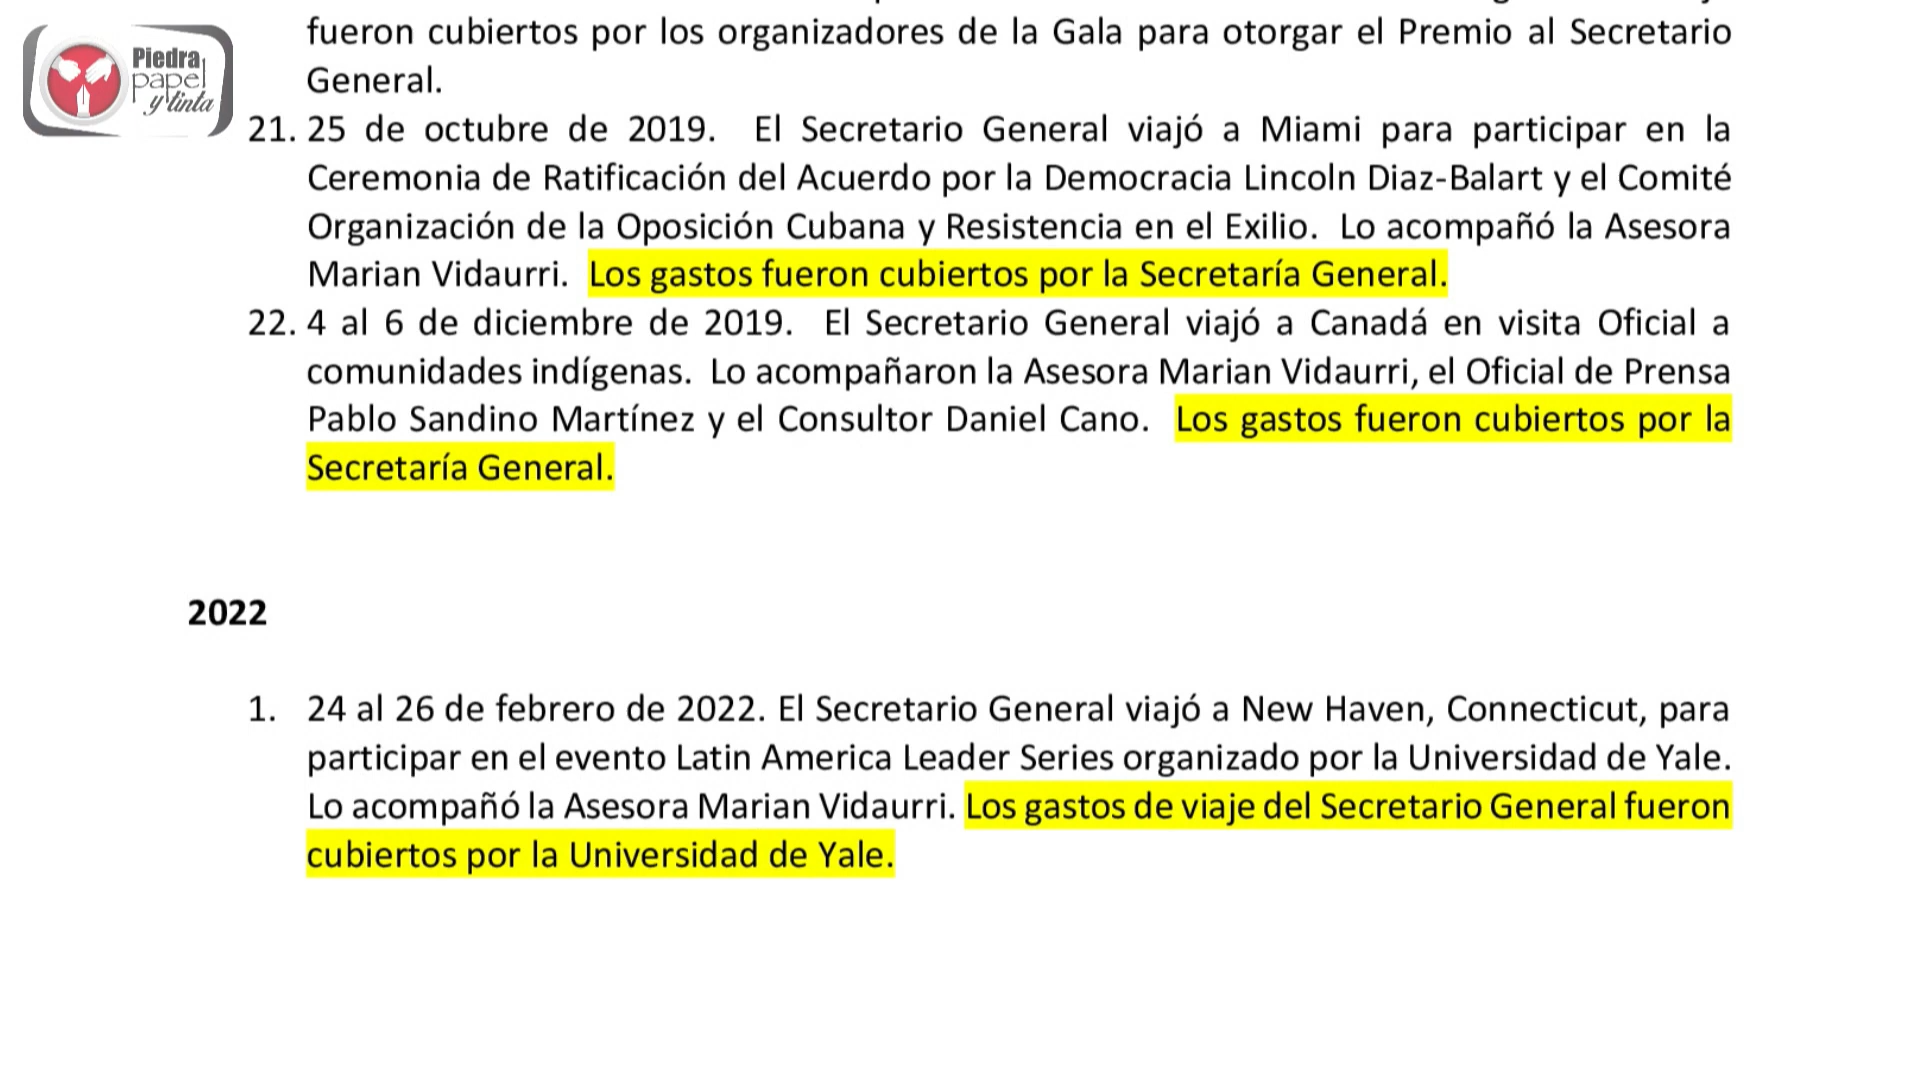 Piedra,
papel
y tinta
fueron cubiertos por los organizadores de la Gala para otorgar el Premio al Secretario
General.
21. 25 de octubre de 2019. El Secretario General viajó a Miami para participar en la
Ceremonia de Ratificación del Acuerdo por la Democracia Lincoln Diaz-Balart y el Comité
Organización de la Oposición Cubana y Resistencia en el Exilio. Lo acompañó la Asesora
Marian Vidaurri. Los gastos fueron cubiertos por la Secretaría General.
22. 4 al 6 de diciembre de 2019. El Secretario General viajó a Canadá en visita Oficial a
comunidades indígenas. Lo acompañaron la Asesora Marian Vidaurri, el Oficial de Prensa
Pablo Sandino Martínez y el Consultor Daniel Cano. Los gastos fueron cubiertos por la
Secretaría General.
2022
1. 24 al 26 de febrero de 2022. El Secretario General viajó a New Haven, Connecticut, para
participar en el evento Latin America Leader Series organizado por la Universidad de Yale.
Lo acompañó la Asesora Marian Vidaurri. Los gastos de viaje del Secretario General fueron
cubiertos por la Universidad de Yale.